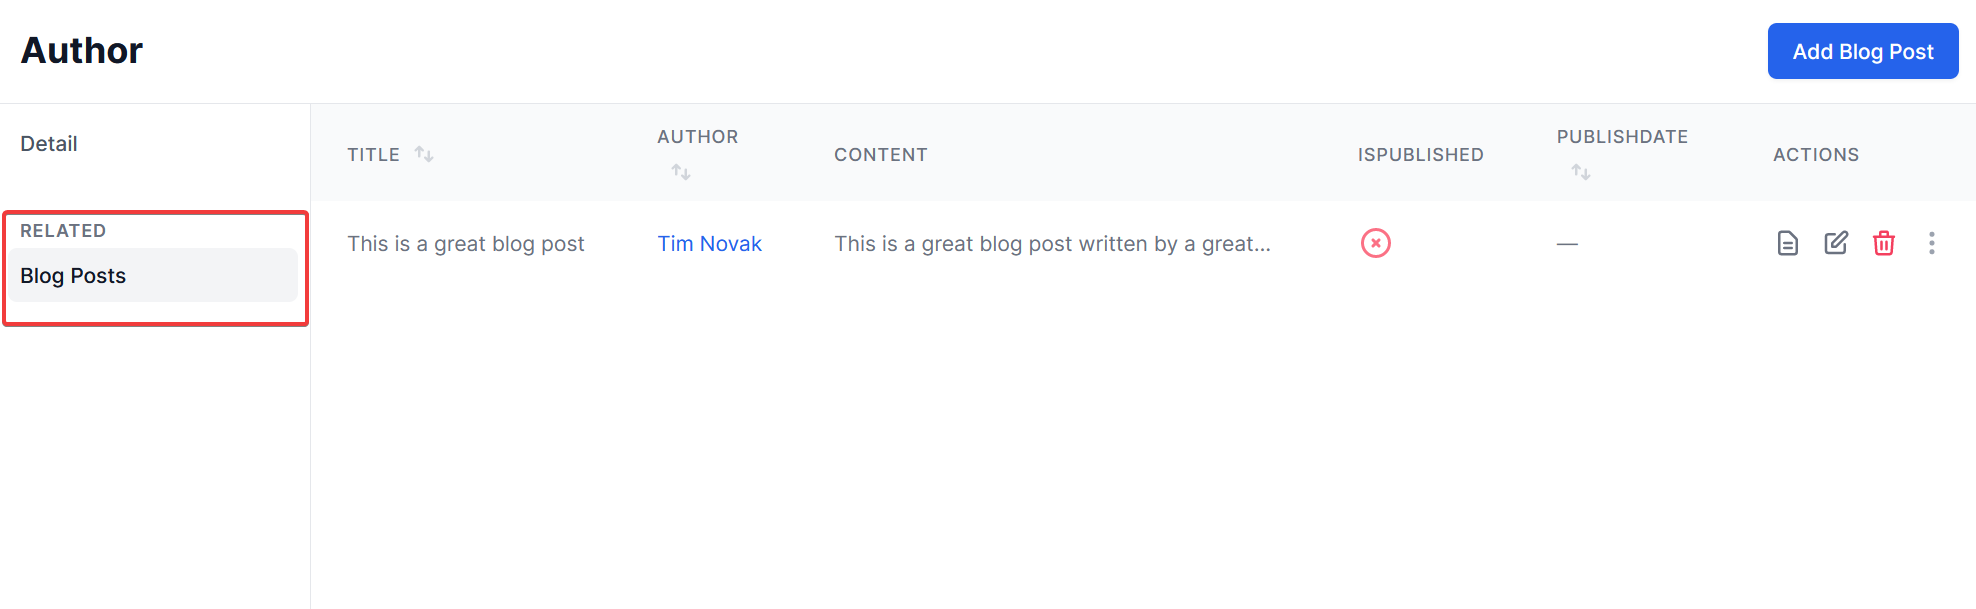 Author
Add Blog Post
Detail
RELATED
Blog Posts
TITLE AUTHOR CONTENT ISPUBLISHED PUBLISHDATE ACTIONS
This is a great blog post Tim Novak This is a great blog post written by a great... —